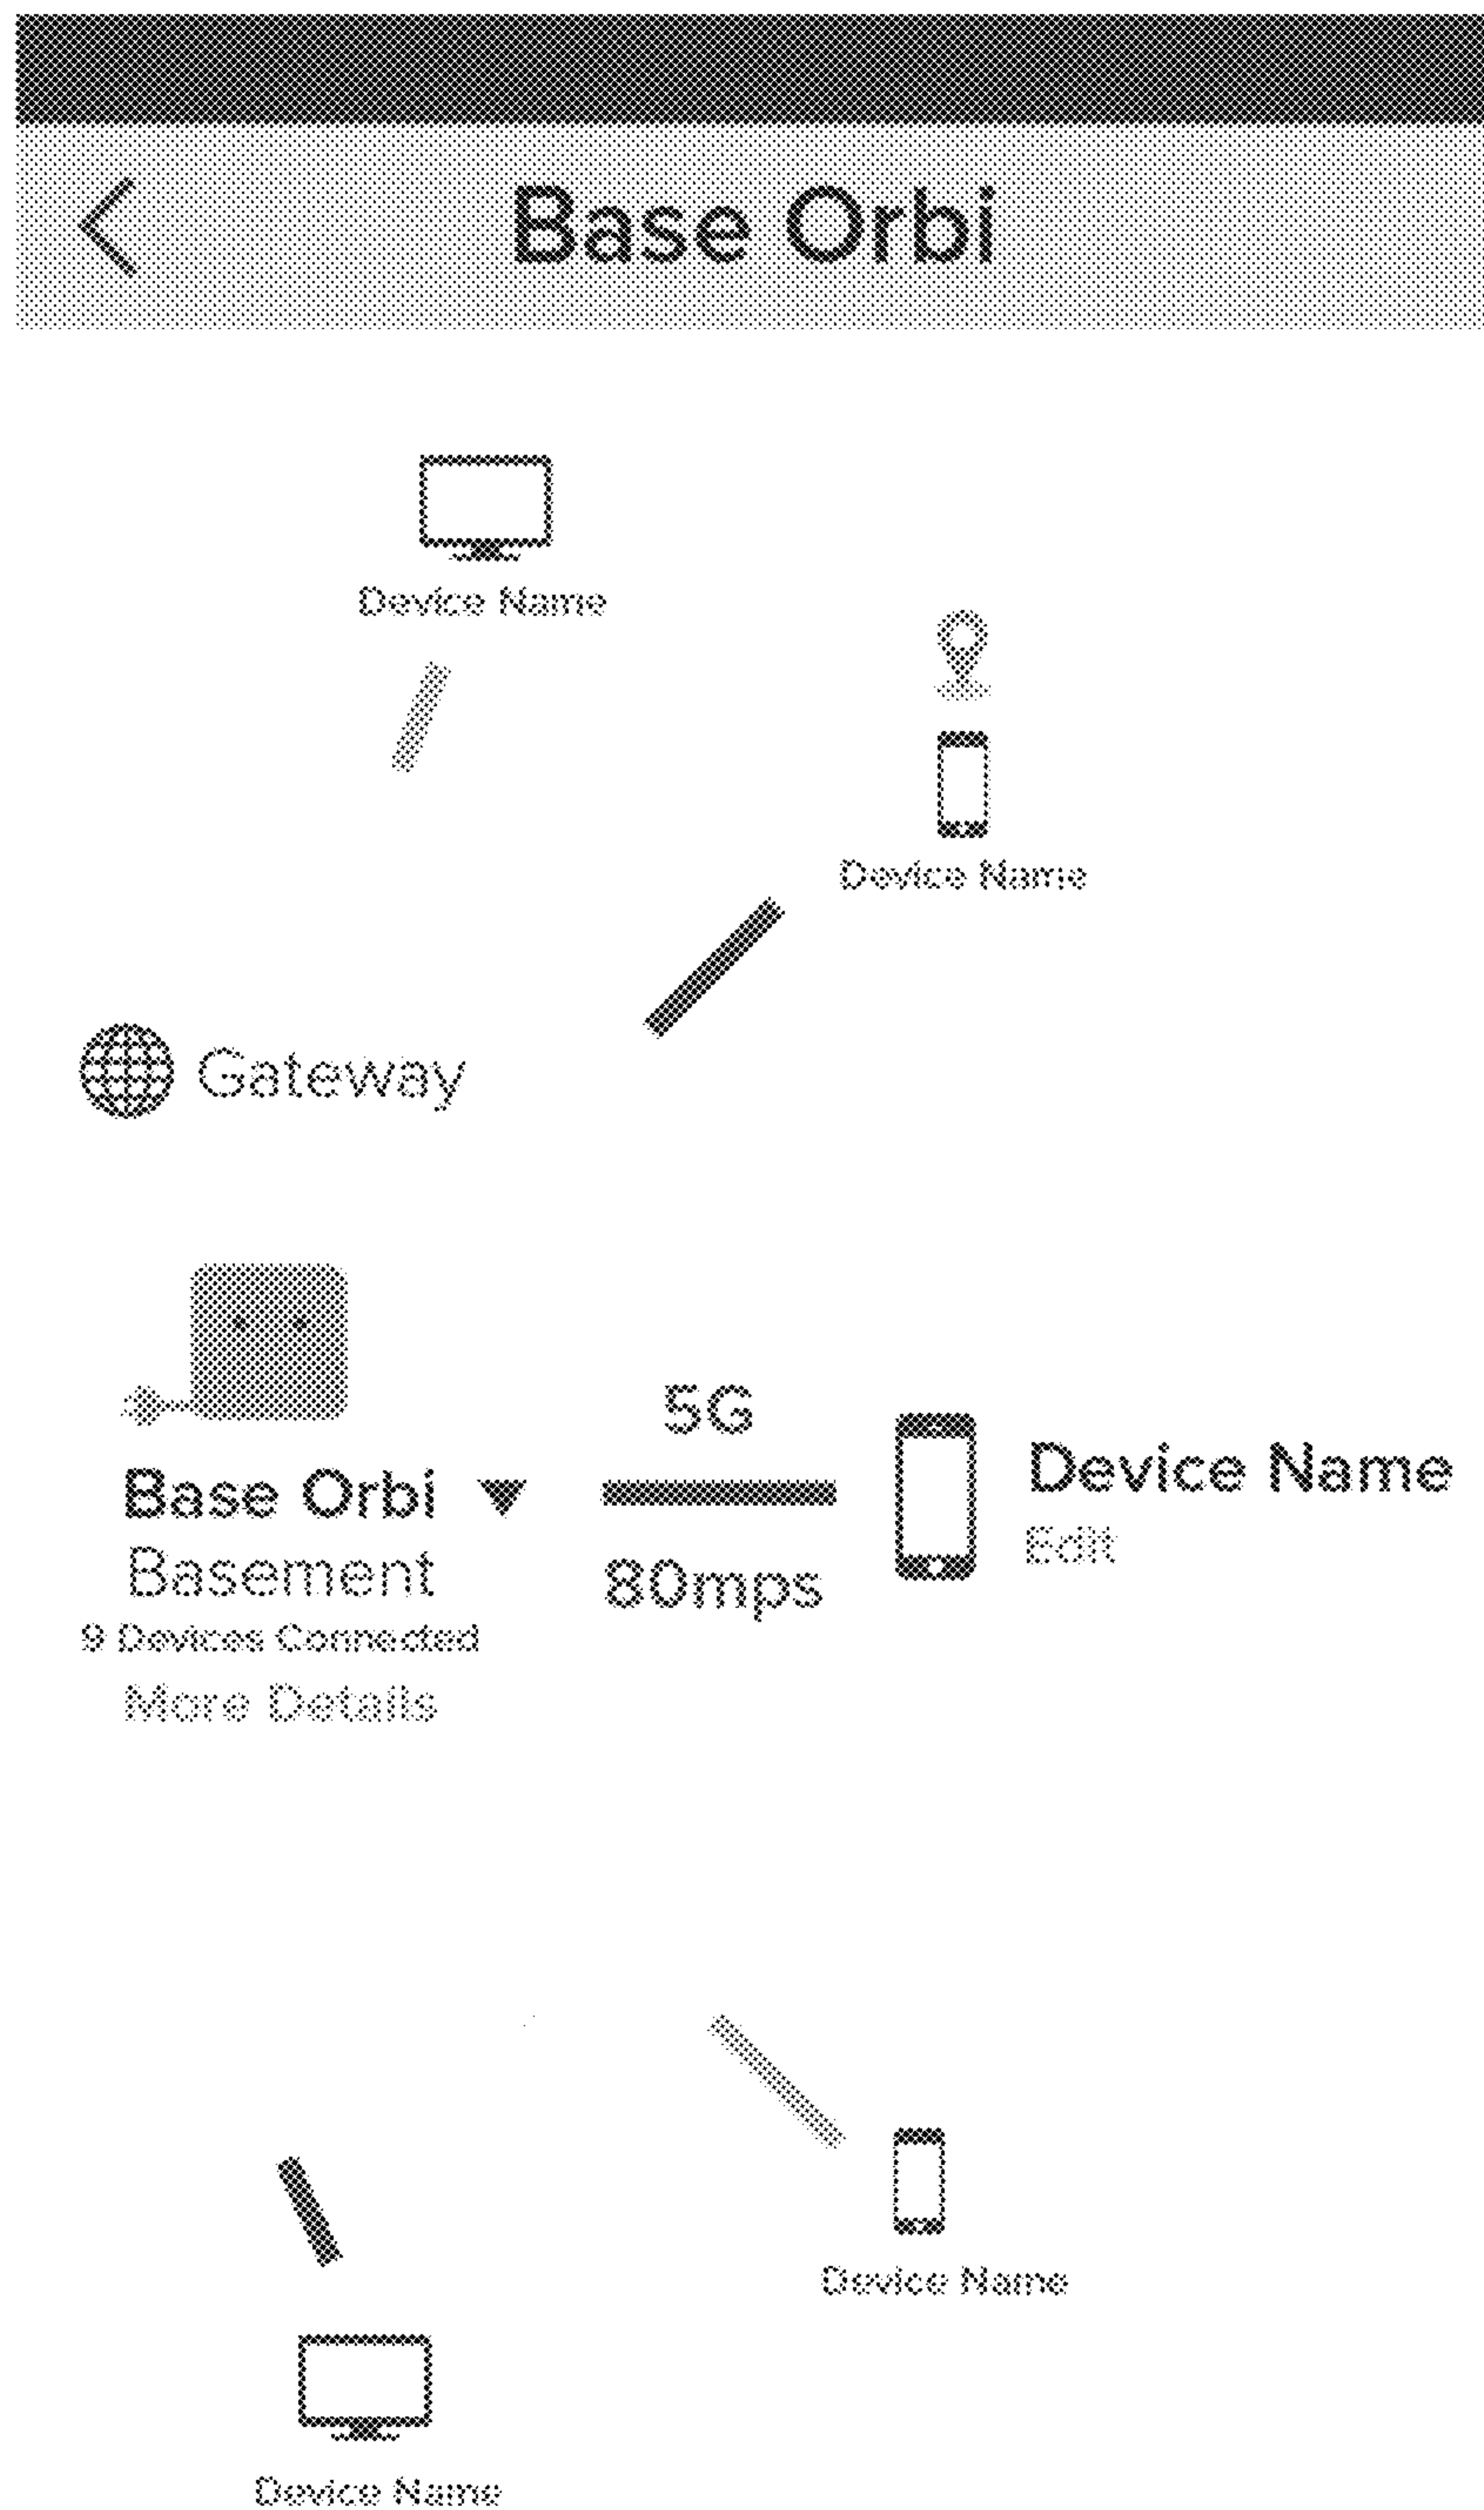 Base Orbi
Device Name
Device Name
Gateway
5G
Base Orbi
Device Name
Edit
Basement
80mps
9 Devices Connected
More Details
Device Name
Device Name